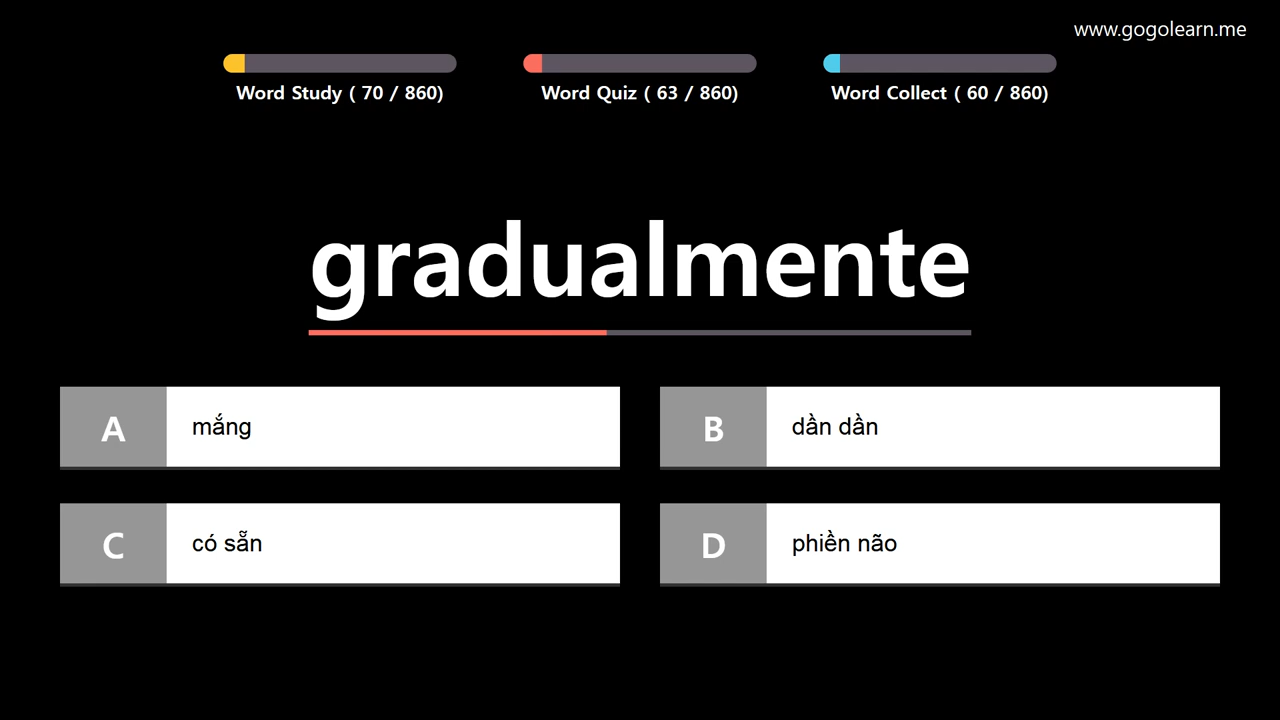 www.gogolearn.me
Word Study ( 70 / 860)
Word Quiz ( 63 / 860)
Word Collect ( 60 / 860)
gradualmente
A
mắng
B
dần dần
C
có sẵn
D
phiền não